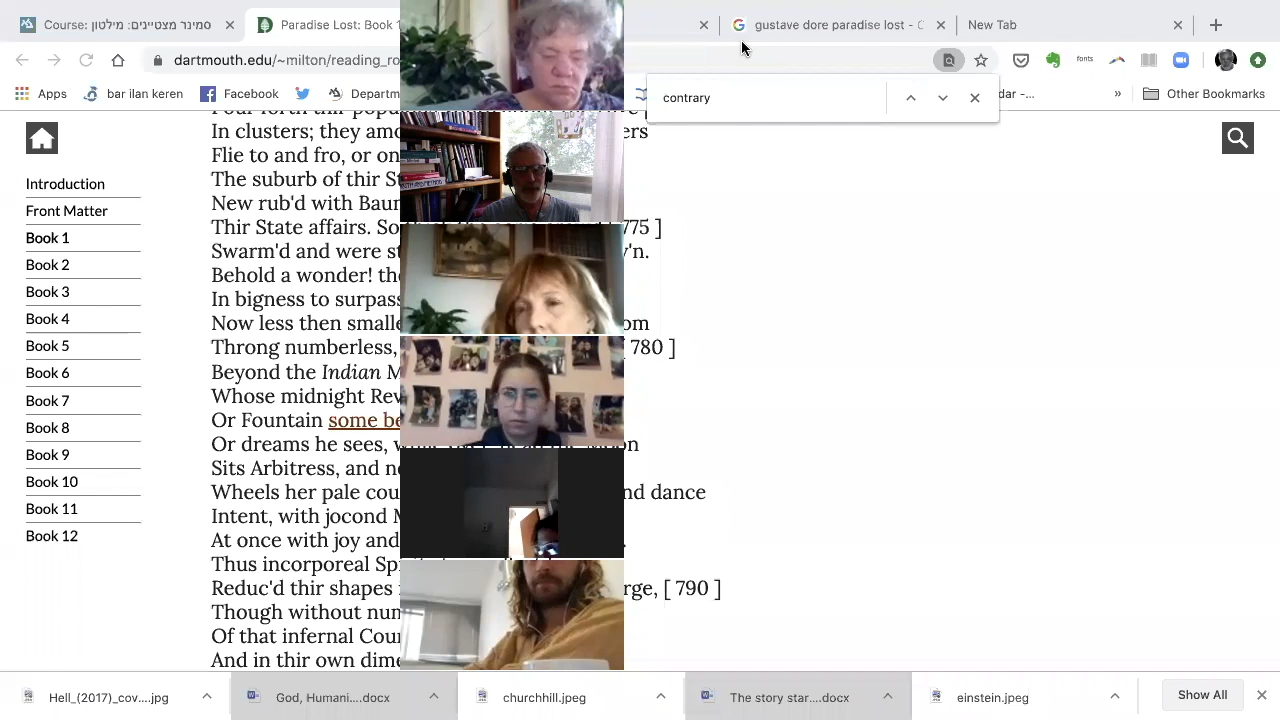 Course: סמינר מצטיינים: מילטון
Paradise Lost: Book 1
gustave dore paradise lost -
New Tab
dartmouth.edu/~milton/reading_ro
fonts
Apps
bar ilan keren
Facebook
Departm
dar -...
»
Other Bookmarks
contrary
Introduction
Front Matter
Book 1
Book 2
Book 3
Book 4
Book 5
Book 6
Book 7
Book 8
Book 9
Book 10
Book 11
Book 12
In clusters; they amo ers
Flie to and fro, or on
The suburb of thir St
New rub'd with Baum
Thir State affairs. So 775 ]
Swarm'd and were st v'n.
Behold a wonder! the
In bigness to surpass
Now less then smalle om
Throng numberless, [ 780 ]
Beyond the Indian M
Whose midnight Rev
Or Fountain some be
Or dreams he sees, on
Sits Arbitress, and ne
Wheels her pale cou nd dance
Intent, with jocond M
At once with joy and
Thus incorporeal Spi
Reduc'd thir shapes rge, [ 790 ]
Though without num
Of that infernal Cour
And in thir own dime
Hell_(2017)_cov....jpg
God, Humani....docx
churchhill.jpeg
The story star....docx
einstein.jpeg
Show All